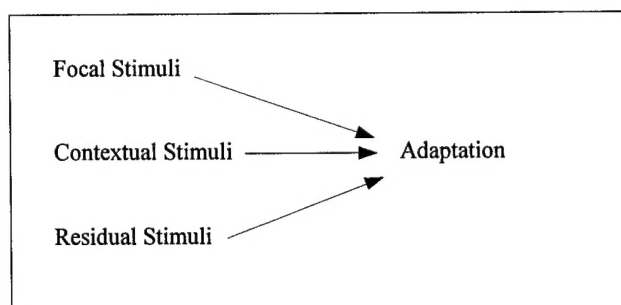 Focal Stimuli
Contextual Stimuli
Adaptation
Residual Stimuli